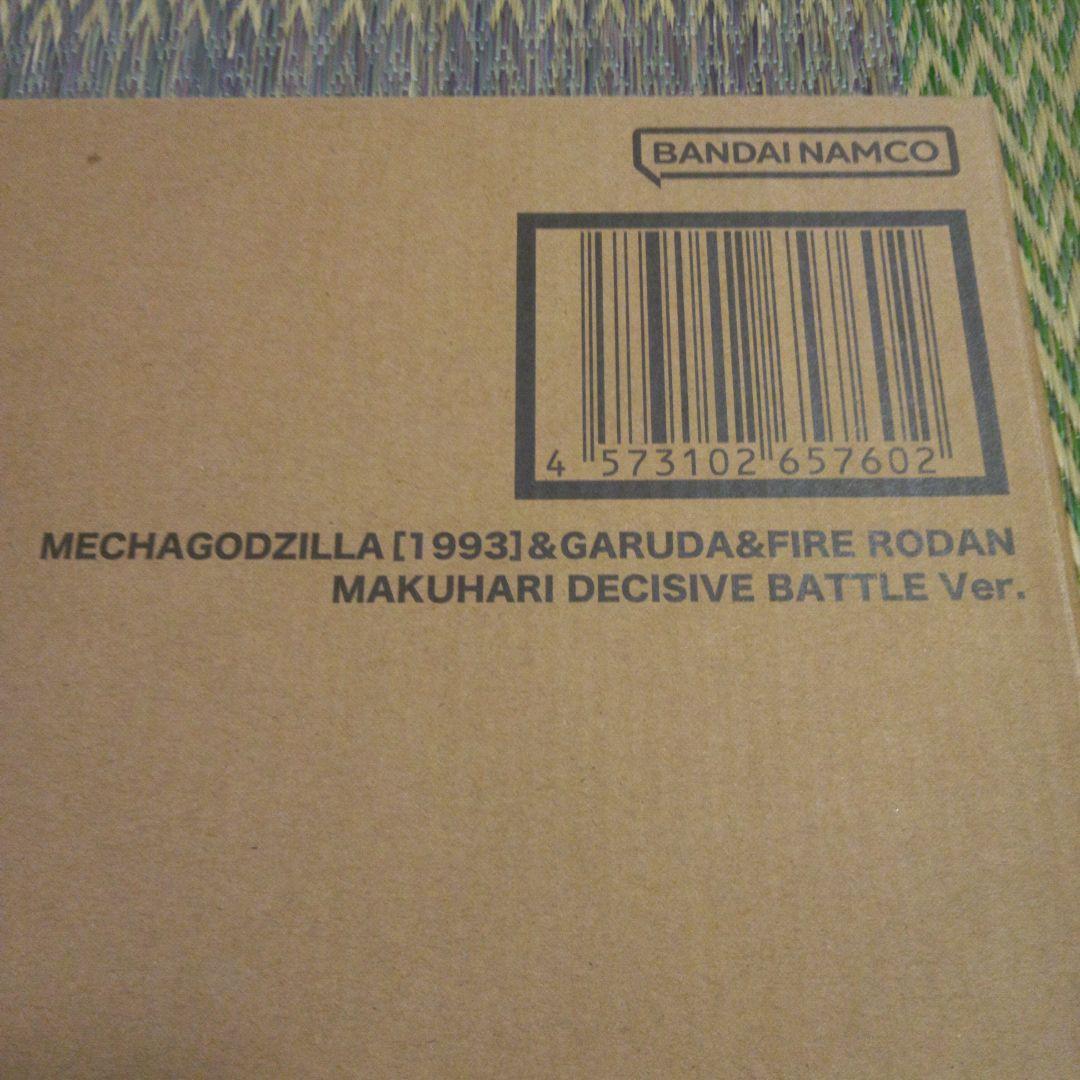 BANDAI NAMCO
4 573102 657602
MECHAGODZILLA [1993]&GARUDA&FIRE RODAN
MAKUHARI DECISIVE BATTLE Ver.